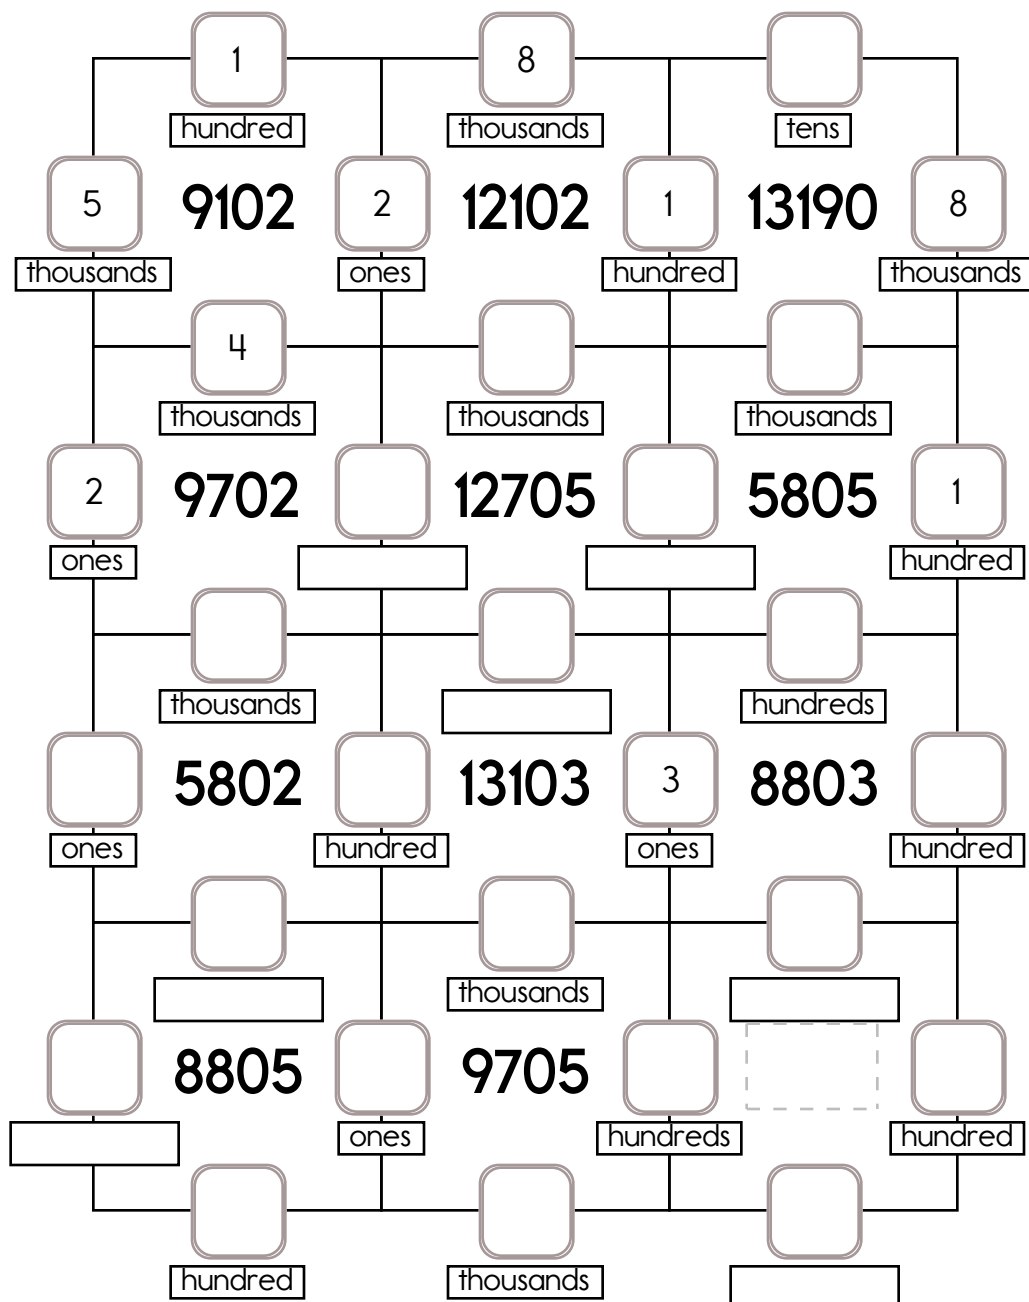 1 8
hundred thousands tens
5 9102 2 12102 1 13190 8
thousands ones hundred thousands
4
thousands thousands thousands
2 9702 12705 5805 1
ones hundred
thousands hundreds
5802 13103 3 8803
ones hundred ones hundred
thousands
8805 9705
ones hundreds hundred
hundred thousands